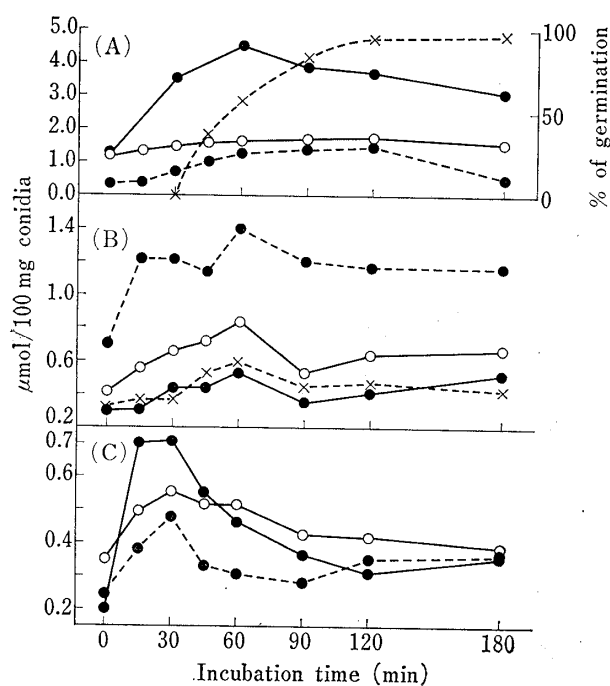 5.0
(A)
4.0
3.0
2.0
1.0
0.0
100
50
0
% of germination
μmol/100 mg conidia
1.4
(B)
1.0
0.6
0.2
0.7
(C)
0.4
0.2
0 30 60 90 120 180
Incubation time (min)